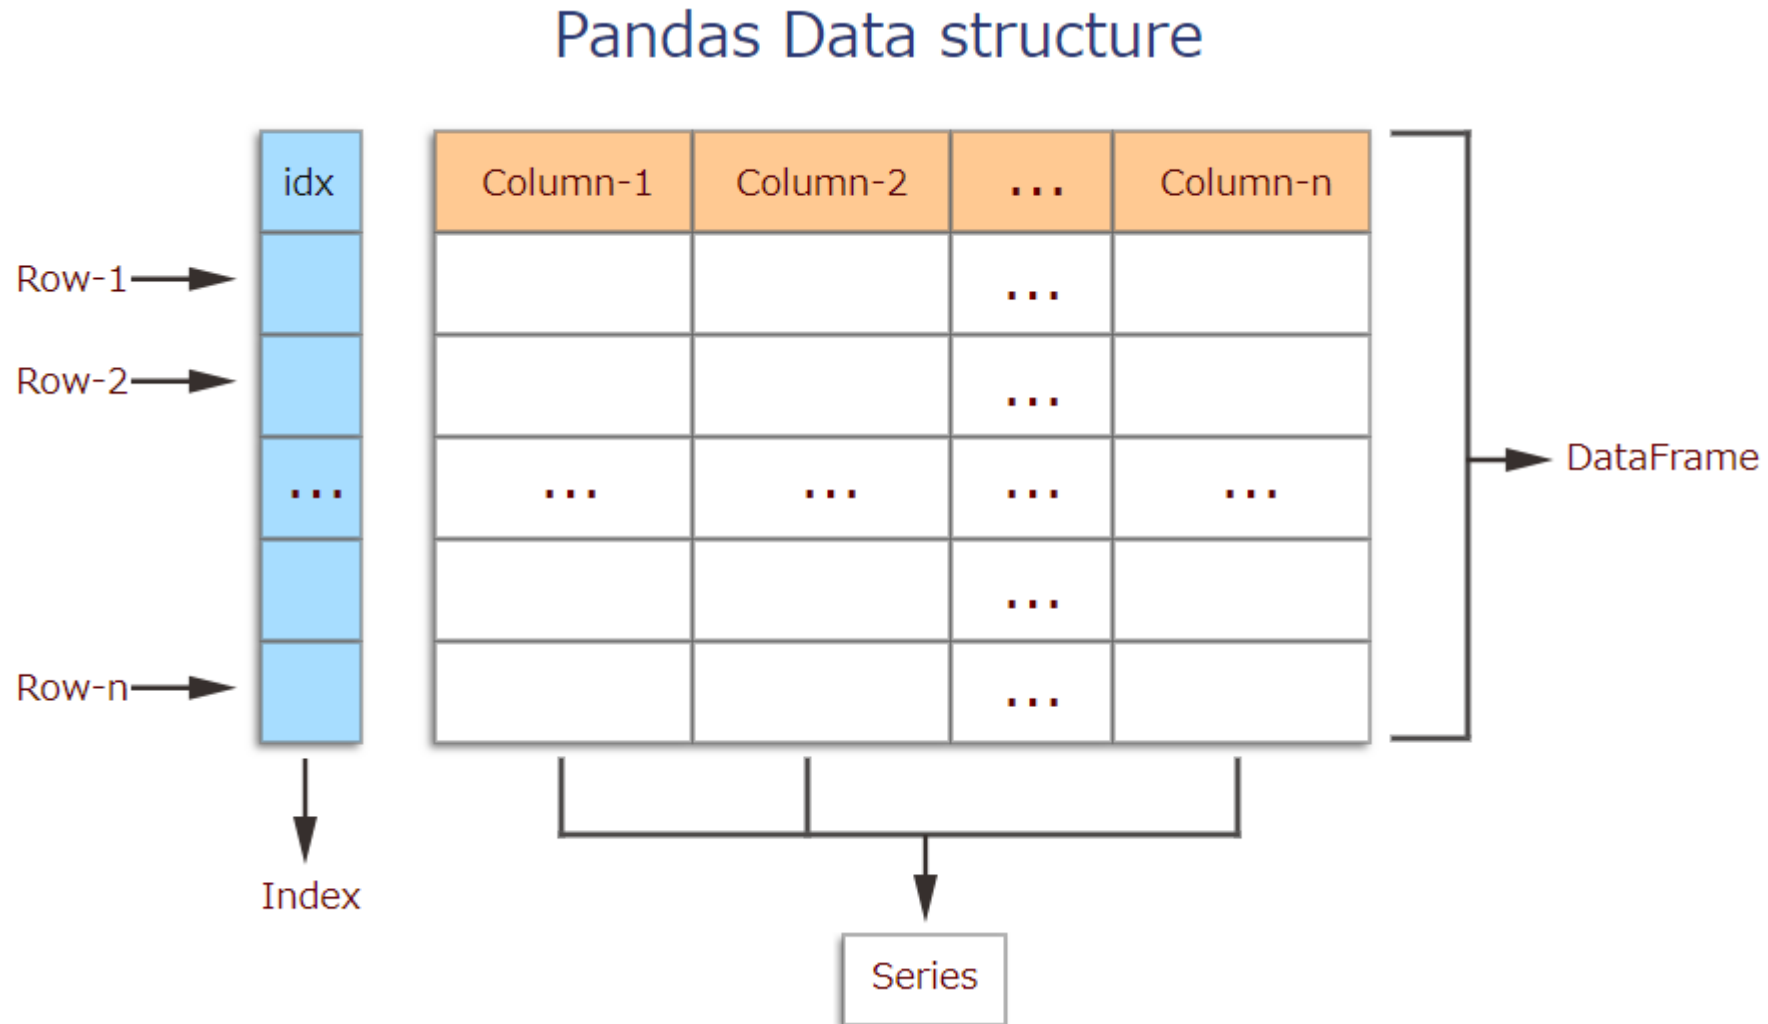 Pandas Data structure
idx Column-1 Column-2 ... Column-n
Row-1 ...
Row-2 ...
... ... ... ... ...
...
Row-n ...
DataFrame
Index
Series